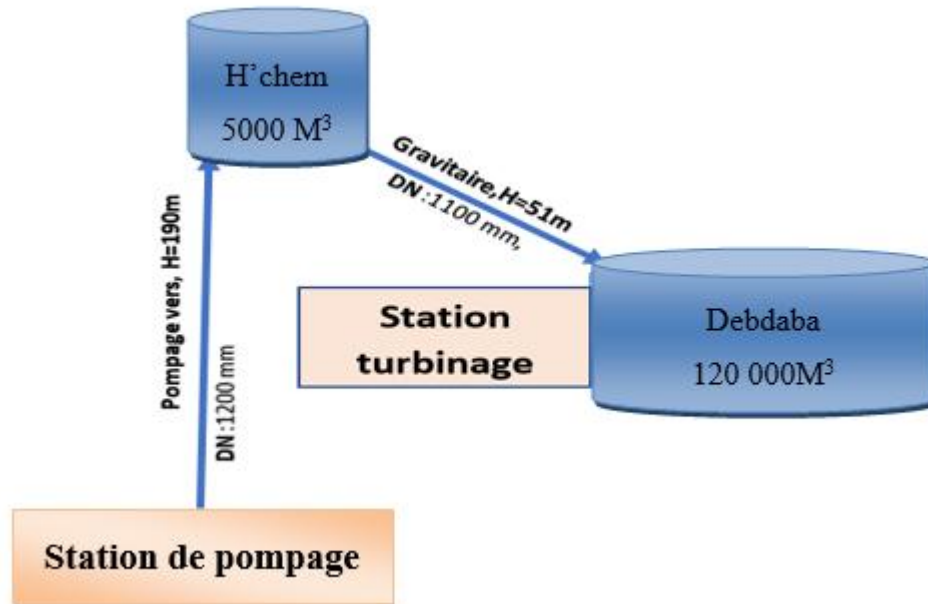 H'chem
5000 M³
Pompage vers, H=190m
DN :1200 mm
Gravitaire,H=51m
DN :1100 mm,
Station
turbinage
Debdaba
120 000M³
Station de pompage